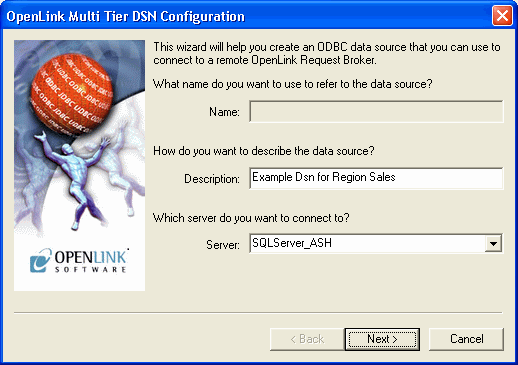 OpenLink Multi Tier DSN Configuration
This wizard will help you create an ODBC data source that you can use to
connect to a remote OpenLink Request Broker.
What name do you want to use to refer to the data source?
Name:
How do you want to describe the data source?
Description: Example Dsn for Region Sales
Which server do you want to connect to?
Server: SQLServer_ASH
OPENLINK
SOFTWARE
< Back Next > Cancel